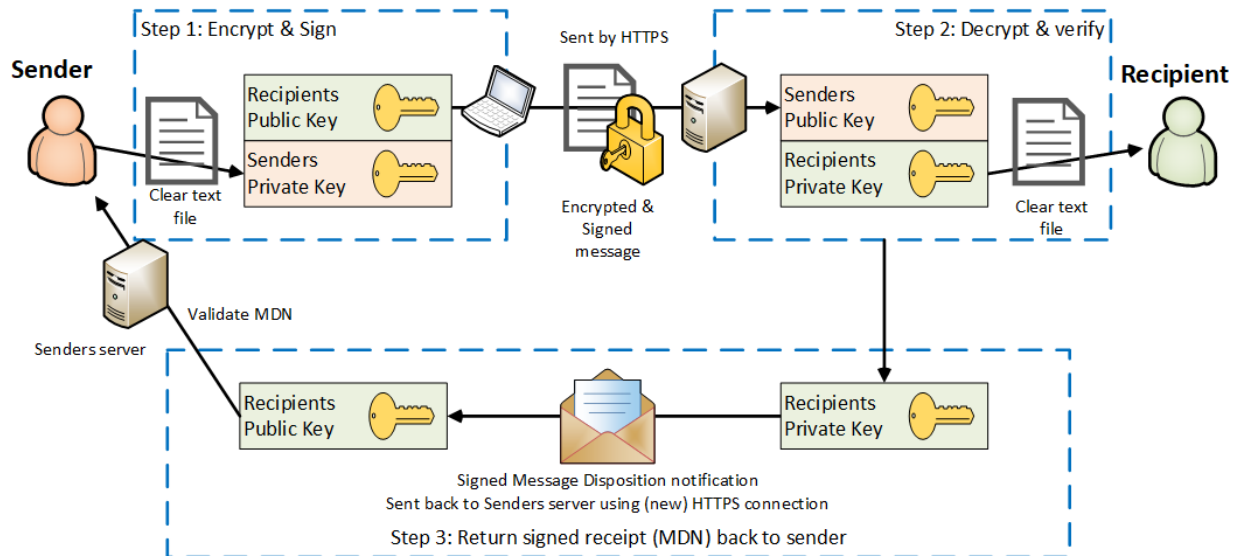 Step 1: Encrypt & Sign
Sent by HTTPS
Step 2: Decrypt & verify
Sender
Recipient
Recipients
Public Key
Senders
Private Key
Clear text
file
Encrypted &
Signed
message
Senders
Public Key
Recipients
Private Key
Clear text
file
Validate MDN
Senders server
Recipients
Public Key
Recipients
Private Key
Signed Message Disposition notification
Sent back to Senders server using (new) HTTPS connection
Step 3: Return signed receipt (MDN) back to sender